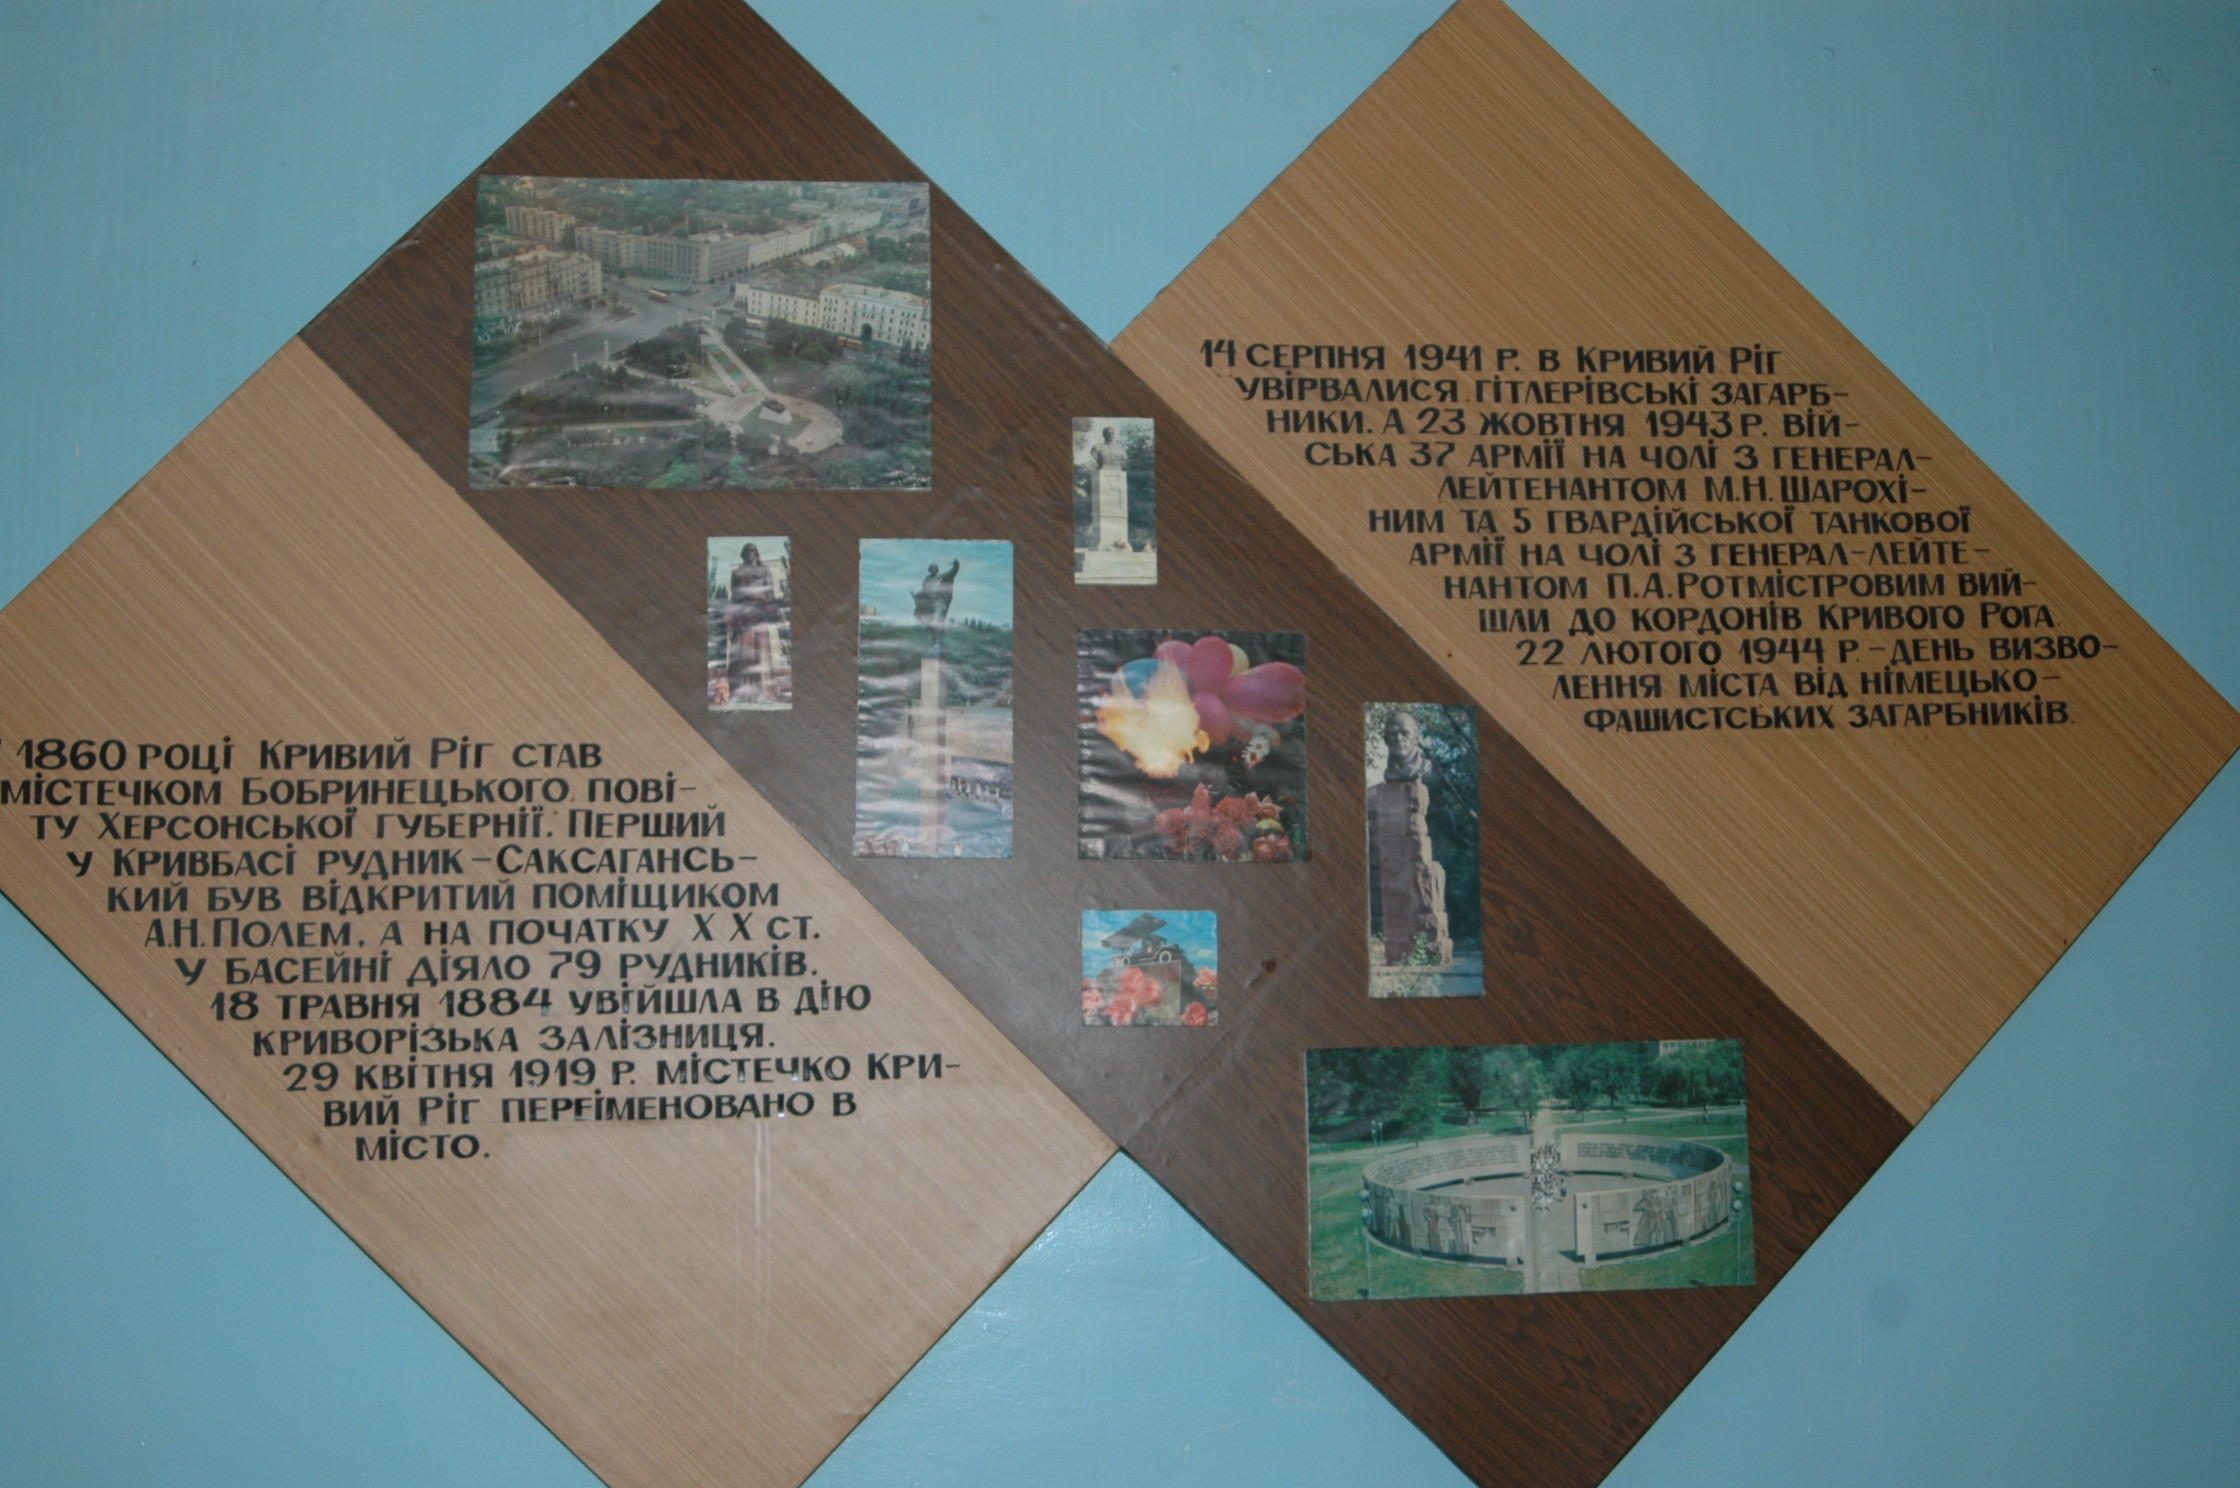 1860 РОЦІ КРИВИЙ РІГ СТАВ
МІСТЕЧКОМ БОБРИНЕЦЬКОГО ПОВІ-
ТУ ХЕРСОНСЬКОЇ ГУБЕРНІЇ. ПЕРШИЙ
У КРИВБАСІ РУДНИК - САКСАГАНСЬ-
КИЙ БУВ ВІДКРИТИЙ ПОМІЩИКОМ
А.Н. ПОЛЕМ, А НА ПОЧАТКУ Х Х СТ.
У БАСЕЙНІ ДІЯЛО 79 РУДНИКІВ.
18 ТРАВНЯ 1884 УВІЙШЛА В ДІЮ
КРИВОРІЗЬКА ЗАЛІЗНИЦЯ.
29 КВІТНЯ 1919 Р. МІСТЕЧКО КРИ-
ВИЙ РІГ ПЕРЕІМЕНОВАНО В
МІСТО.
14 СЕРПНЯ 1941 Р. В КРИВИЙ РІГ
УВІРВАЛИСЯ ГІТЛЕРІВСЬКІ ЗАГАРБ-
НИКИ. А 23 ЖОВТНЯ 1943 Р. ВІЙ-
СЬКА 37 АРМІЇ НА ЧОЛІ З ГЕНЕРАЛ-
ЛЕЙТЕНАНТОМ М.Н. ШАРОХІ-
НИМ ТА 5 ГВАРДІЙСЬКОЇ ТАНКОВОЇ
АРМІЇ НА ЧОЛІ З ГЕНЕРАЛ-ЛЕЙТЕ-
НАНТОМ П.А. РОТМІСТРОВИМ ВИЙ-
ШЛИ ДО КОРДОНІВ КРИВОГО РОГА.
22 ЛЮТОГО 1944 Р. - ДЕНЬ ВИЗВО-
ЛЕННЯ МІСТА ВІД НІМЕЦЬКО-
ФАШИСТСЬКИХ ЗАГАРБНИКІВ.